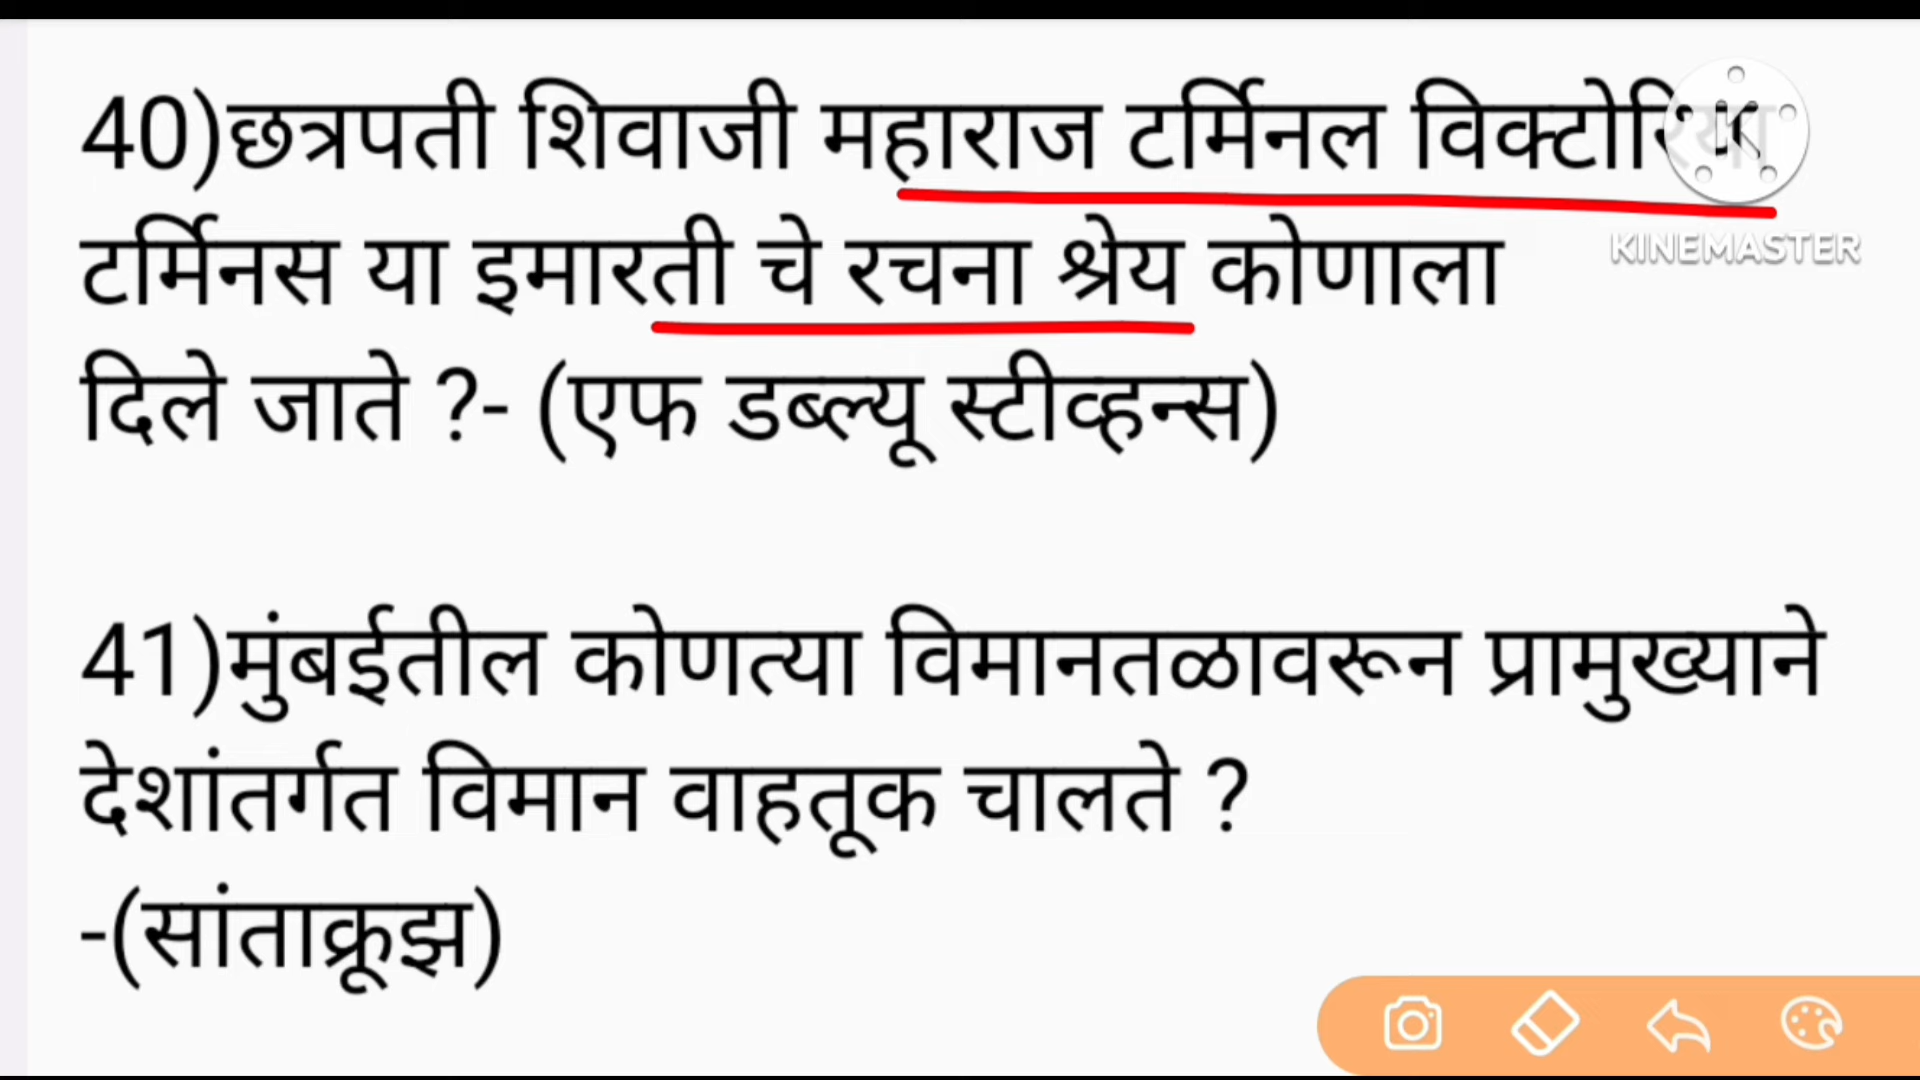 40)छत्रपती शिवाजी महाराज टर्मिनल विक्टोरिया
KINEMASTER
टर्मिनस या इमारती चे रचना श्रेय कोणाला
दिले जाते ?- (एफ डब्ल्यू स्टीव्हन्स)
41)मुंबईतील कोणत्या विमानतळावरून प्रामुख्याने
देशांतर्गत विमान वाहतूक चालते ?
-(सांताक्रूझ)